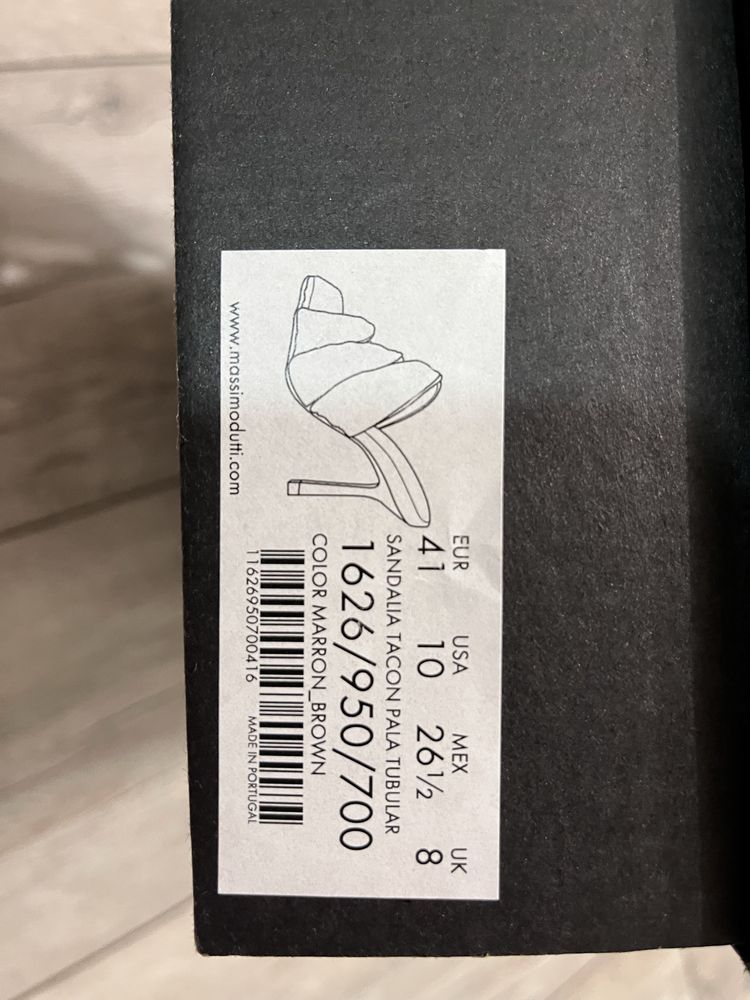 EUR USA MEX UK
41 10 26½ 8
SANDALIA TACON PALA TUBULAR
1626/950/700
COLOR MARRON_BROWN
11626950700416 MADE IN PORTUGAL
www.massimodutti.com